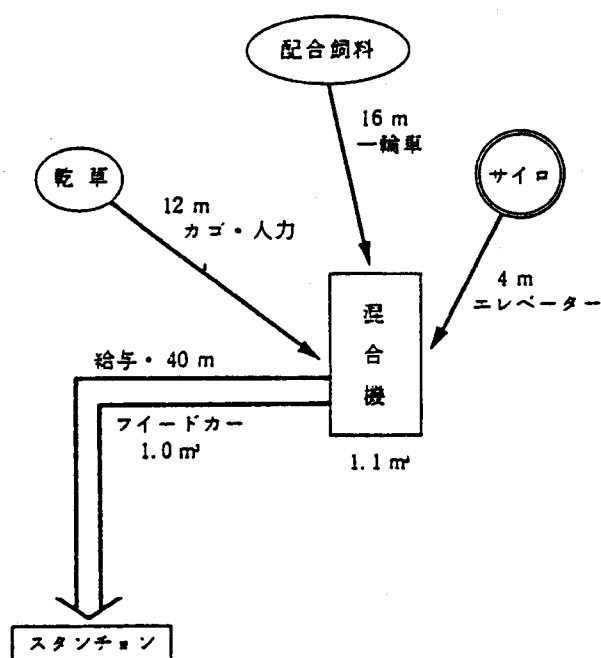 配合飼料
16 m
一輪車
乾草
サイロ
12 m
カゴ・人力
4 m
エレベーター
混
合
機
給与・40 m
フイードカー
1.0 ㎥
1.1 ㎥
スタンチョン